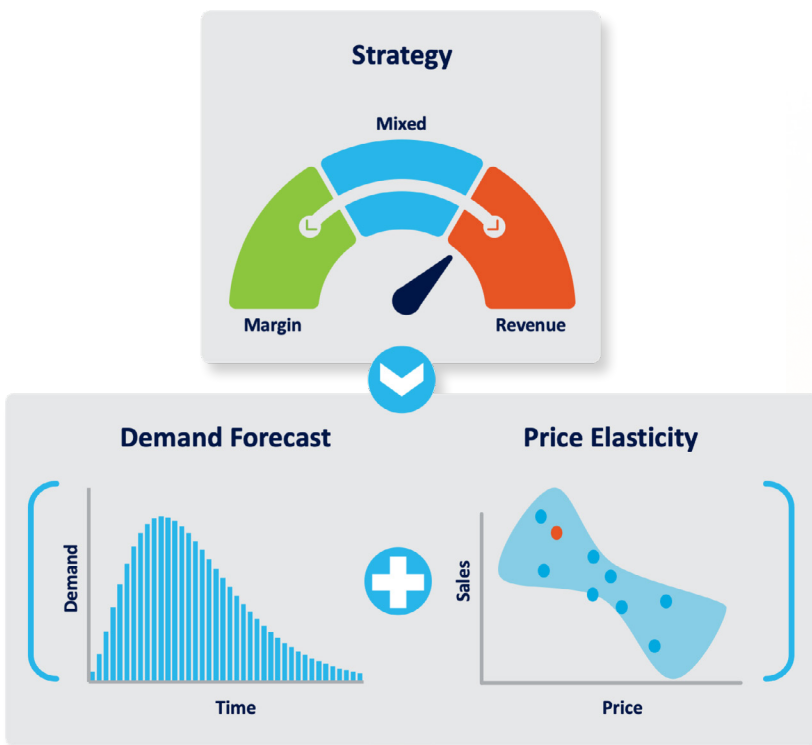 Strategy
Mixed
Margin
Revenue
Demand Forecast
Price Elasticity
Demand
Time
Sales
Price